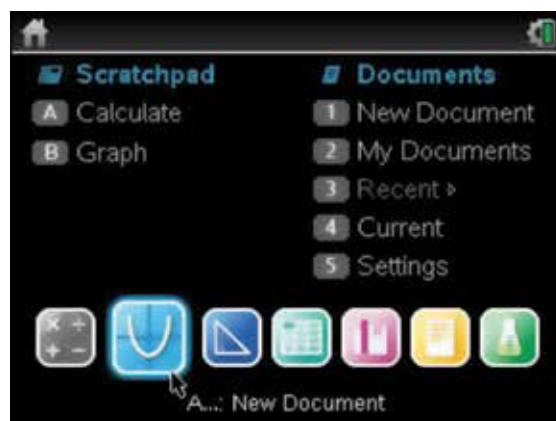 Scratchpad
A Calculate
B Graph
Documents
1 New Document
2 My Documents
3 Recent ▹
4 Current
5 Settings
A...: New Document